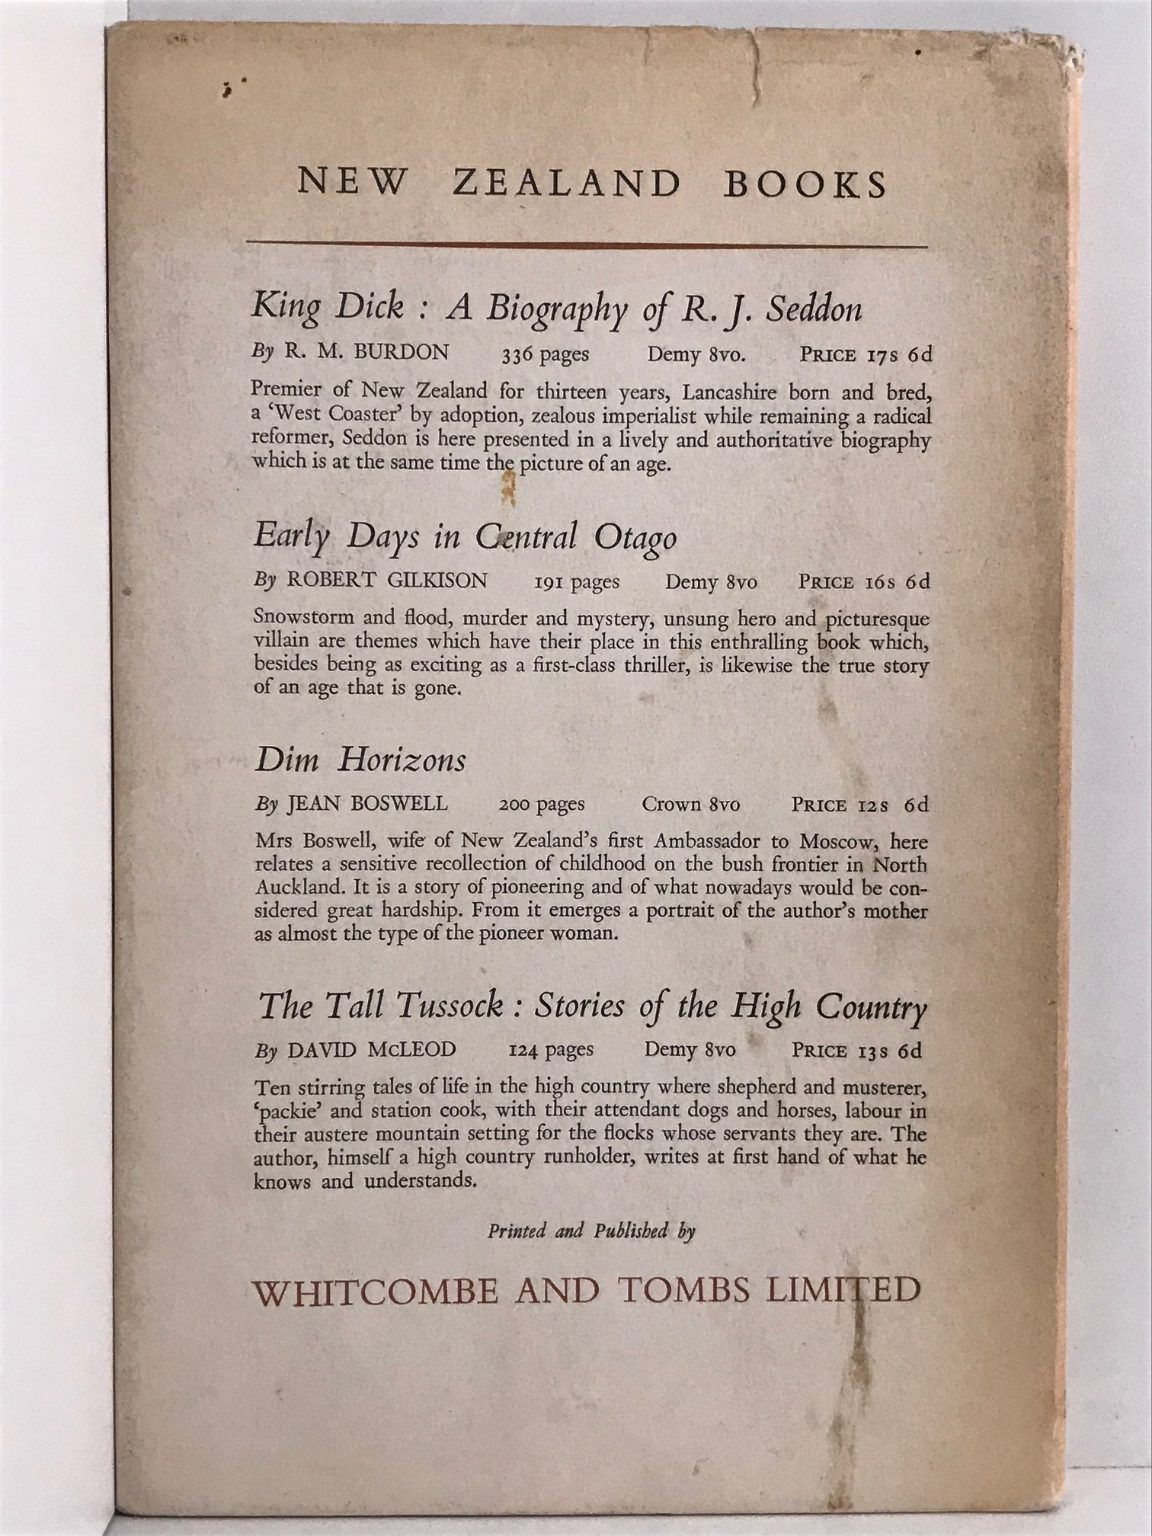 NEW ZEALAND BOOKS
King Dick : A Biography of R. J. Seddon
By R. M. BURDON 336 pages Demy 8vo. PRICE 17s 6d
Premier of New Zealand for thirteen years, Lancashire born and bred,
a ‘West Coaster’ by adoption, zealous imperialist while remaining a radical
reformer, Seddon is here presented in a lively and authoritative biography
which is at the same time the picture of an age.
Early Days in Central Otago
By ROBERT GILKISON 191 pages Demy 8vo PRICE 16s 6d
Snowstorm and flood, murder and mystery, unsung hero and picturesque
villain are themes which have their place in this enthralling book which,
besides being as exciting as a first-class thriller, is likewise the true story
of an age that is gone.
Dim Horizons
By JEAN BOSWELL 200 pages Crown 8vo PRICE 12s 6d
Mrs Boswell, wife of New Zealand’s first Ambassador to Moscow, here
relates a sensitive recollection of childhood on the bush frontier in North
Auckland. It is a story of pioneering and of what nowadays would be con-
sidered great hardship. From it emerges a portrait of the author’s mother
as almost the type of the pioneer woman.
The Tall Tussock : Stories of the High Country
By DAVID McLEOD 124 pages Demy 8vo PRICE 13s 6d
Ten stirring tales of life in the high country where shepherd and musterer,
‘packie’ and station cook, with their attendant dogs and horses, labour in
their austere mountain setting for the flocks whose servants they are. The
author, himself a high country runholder, writes at first hand of what he
knows and understands.
Printed and Published by
WHITCOMBE AND TOMBS LIMITED